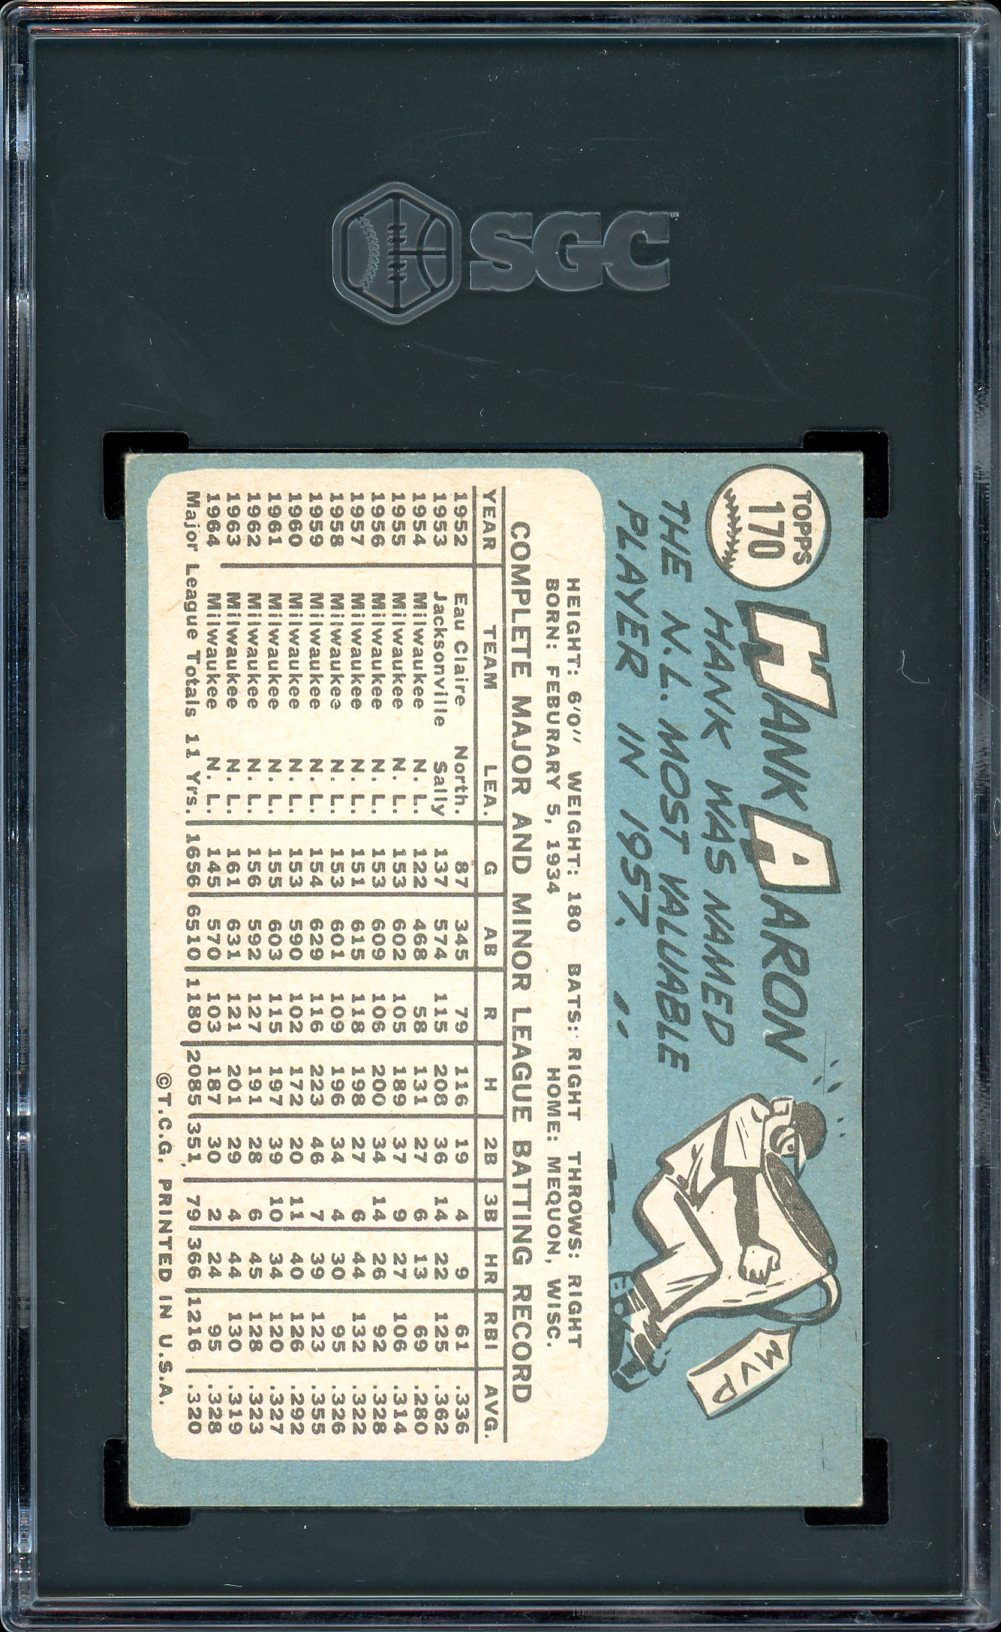 SGC
TOPPS
170
HANK AARON
HANK WAS NAMED
THE N.L. MOST VALUABLE
PLAYER IN 1957.
MVP
HEIGHT: 6'0" WEIGHT: 180 BATS: RIGHT THROWS: RIGHT
BORN: FEBURARY 5, 1934 HOME: MEQUON, WISC.
COMPLETE MAJOR AND MINOR LEAGUE BATTING RECORD
YEAR TEAM LEA. G AB R H 2B 3B HR RBI AVG.
1952 Eau Claire North. 87 345 79 116 19 4 9 61 .336
1953 Jacksonville Sally 137 574 115 208 36 14 22 125 .362
1954 Milwaukee N. L. 122 468 58 131 27 6 13 69 .280
1955 Milwaukee N. L. 153 602 105 189 37 9 27 106 .314
1956 Milwaukee N. L. 153 609 106 200 34 14 26 92 .328
1957 Milwaukee N. L. 151 615 118 198 27 6 44 132 .322
1958 Milwaukee N. L. 153 601 109 196 34 4 30 95 .326
1959 Milwaukee N. L. 154 629 116 223 46 7 39 123 .355
1960 Milwaukee N. L. 153 590 102 172 20 11 40 126 .292
1961 Milwaukee N. L. 155 603 115 197 39 10 34 120 .327
1962 Milwaukee N. L. 156 592 127 191 28 6 45 128 .323
1963 Milwaukee N. L. 161 631 121 201 29 4 44 130 .319
1964 Milwaukee N. L. 145 570 103 187 30 2 24 95 .328
Major League Totals 11 Yrs. 1656 6510 1180 2085 351 79 366 1216 .320
©T.C.G. PRINTED IN U.S.A.